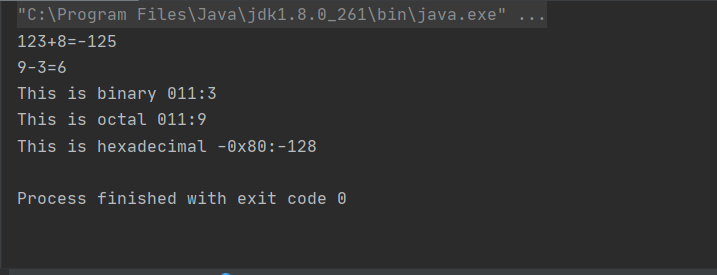 "C:\Program Files\Java\jdk1.8.0_261\bin\java.exe" ...
123+8=-125
9-3=6
This is binary 011:3
This is octal 011:9
This is hexadecimal -0x80:-128
Process finished with exit code 0